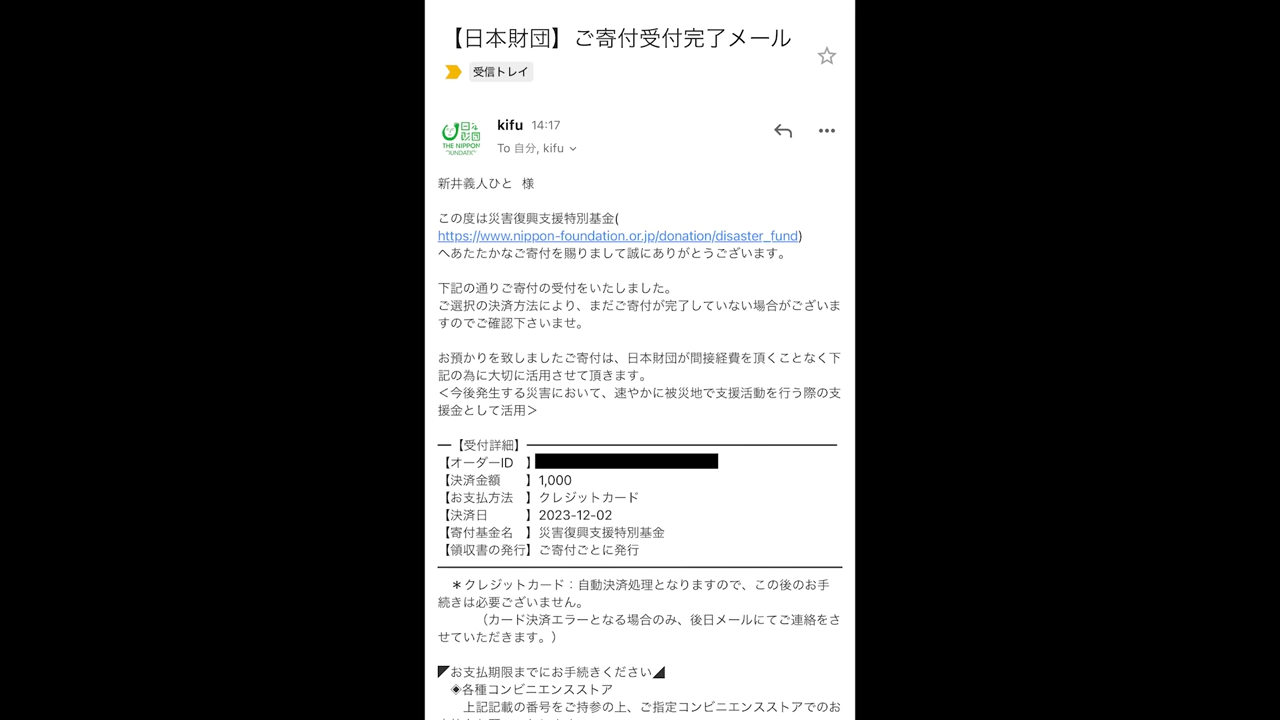 【日本財団】ご寄付受付完了メール
受信トレイ
kifu 14:17
To 自分, kifu
日本財団
THE NIPPON
FOUNDATION
新井義人ひと 様
この度は災害復興支援特別基金(
https://www.nippon-foundation.or.jp/donation/disaster_fund)
へあたたかなご寄付を賜りまして誠にありがとうございます。
下記の通りご寄付の受付をいたしました。
ご選択の決済方法により、まだご寄付が完了していない場合がございま
すのでご確認下さいませ。
お預かりを致しましたご寄付は、日本財団が間接経費を頂くことなく下
記の為に大切に活用させて頂きます。
＜今後発生する災害において、速やかに被災地で支援活動を行う際の支
援金として活用＞
━【受付詳細】━━━━━━━━━━━━━━━━━━━━━━━━━
【オーダーID 】
【決済金額 】1,000
【お支払方法 】クレジットカード
【決済日 】2023-12-02
【寄付基金名 】災害復興支援特別基金
【領収書の発行】ご寄付ごとに発行
＊クレジットカード：自動決済処理となりますので、この後のお手
続きは必要ございません。
（カード決済エラーとなる場合のみ、後日メールにてご連絡をさ
せていただきます。）
◤お支払期限までにお手続きください◢
◈各種コンビニエンスストア
上記記載の番号をご持参の上、ご指定コンビニエンスストアでのお